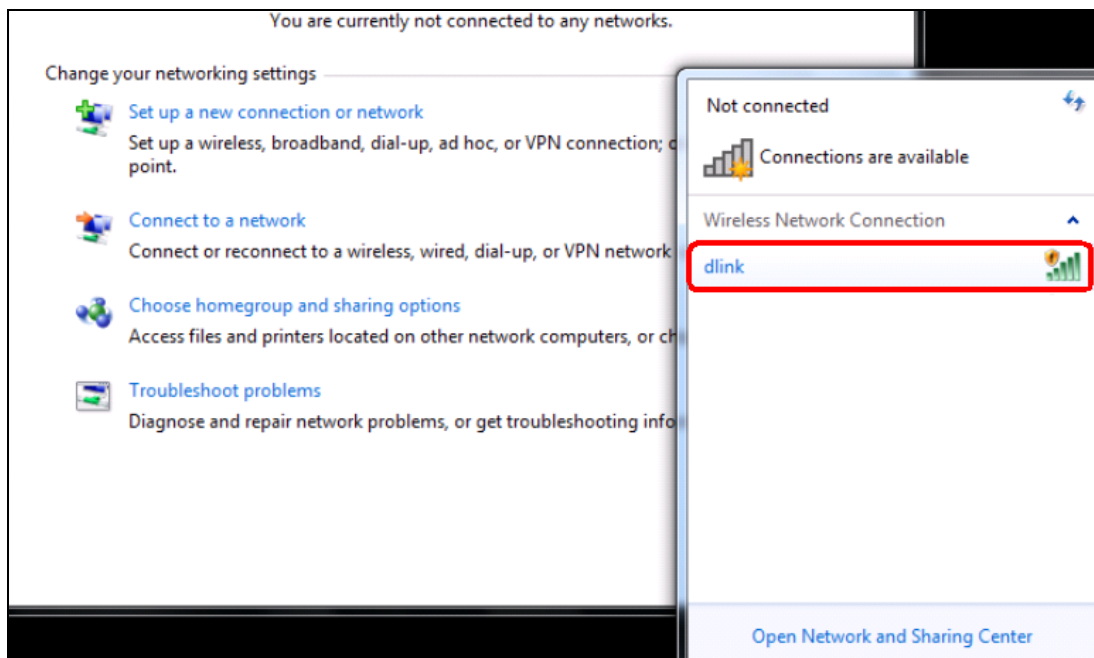 You are currently not connected to any networks.
Change your networking settings
Set up a new connection or network
Set up a wireless, broadband, dial-up, ad hoc, or VPN connection;
point.
Connect to a network
Connect or reconnect to a wireless, wired, dial-up, or VPN network
Choose homegroup and sharing options
Access files and printers located on other network computers, or
Troubleshoot problems
Diagnose and repair network problems, or get troubleshooting
Not connected
Connections are available
Wireless Network Connection
dlink
Open Network and Sharing Center